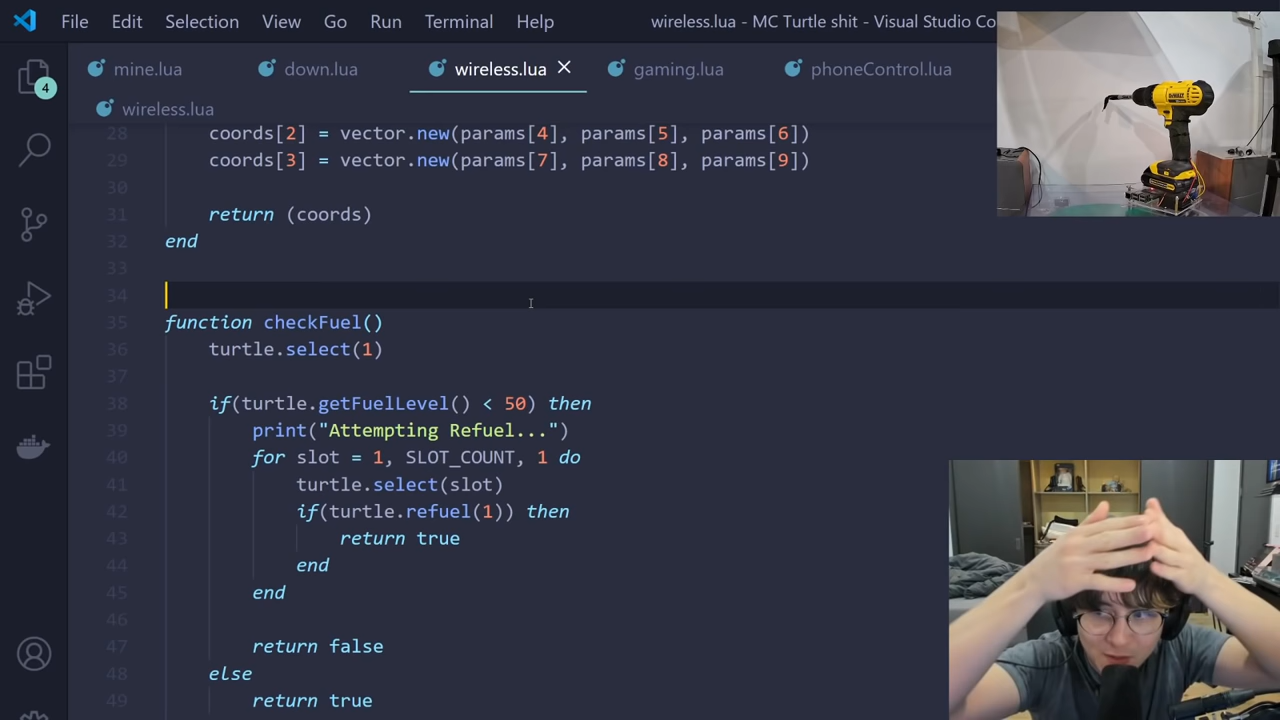 File Edit Selection View Go Run Terminal Help wireless.lua - MC Turtle shit - Visual Studio Co
4
mine.lua down.lua wireless.lua gaming.lua phoneControl.lua
wireless.lua
28 coords[2] = vector.new(params[4], params[5], params[6])
29 coords[3] = vector.new(params[7], params[8], params[9])
30
31 return (coords)
32 end
33
34
35 function checkFuel()
36 turtle.select(1)
37
38 if(turtle.getFuelLevel() < 50) then
39 print("Attempting Refuel...")
40 for slot = 1, SLOT_COUNT, 1 do
41 turtle.select(slot)
42 if(turtle.refuel(1)) then
43 return true
44 end
45 end
46
47 return false
48 else
49 return true
DEWALT